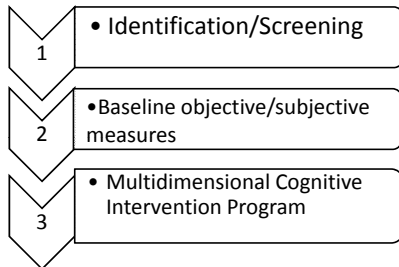 1
• Identification/Screening
2
•Baseline objective/subjective
measures
3
• Multidimensional Cognitive
Intervention Program